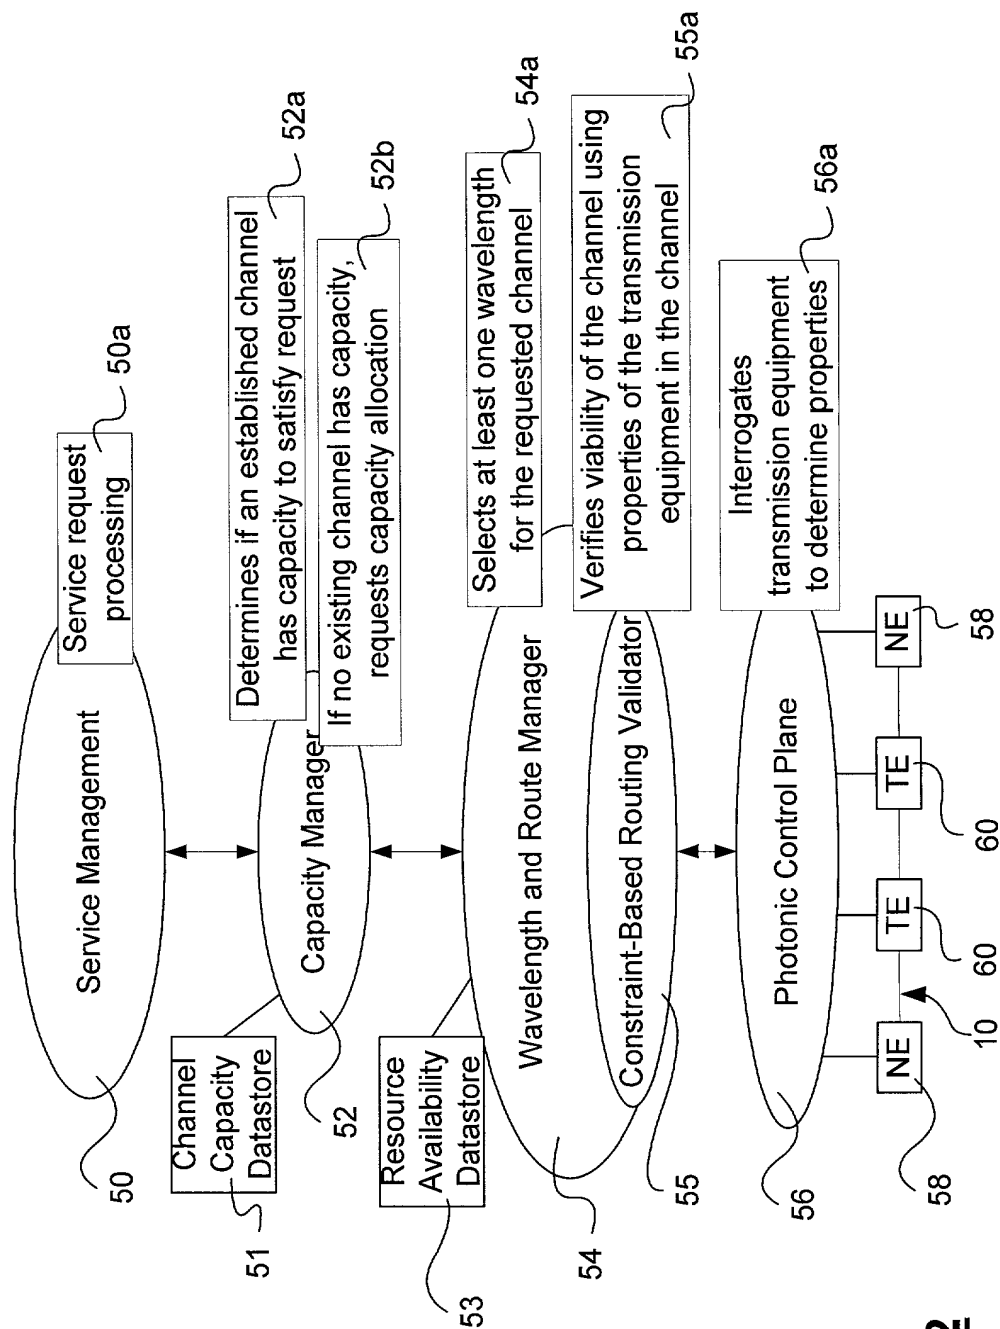 50a
Service request
processing
Service Management
50
52a
Determines if an established channel
has capacity to satisfy request
52b
If no existing channel has capacity,
requests capacity allocation
Capacity Manager
52
Channel
Capacity
Datastore
51
54a
Selects at least one wavelength
for the requested channel
55a
Verifies viability of the channel using
properties of the transmission
equipment in the channel
Wavelength and Route Manager
Constraint-Based Routing Validator
Resource
Availability
Datastore
53
54
55
56a
Interrogates
transmission equipment
to determine properties
Photonic Control Plane
56
NE
TE
TE
NE
58
10
60
60
58